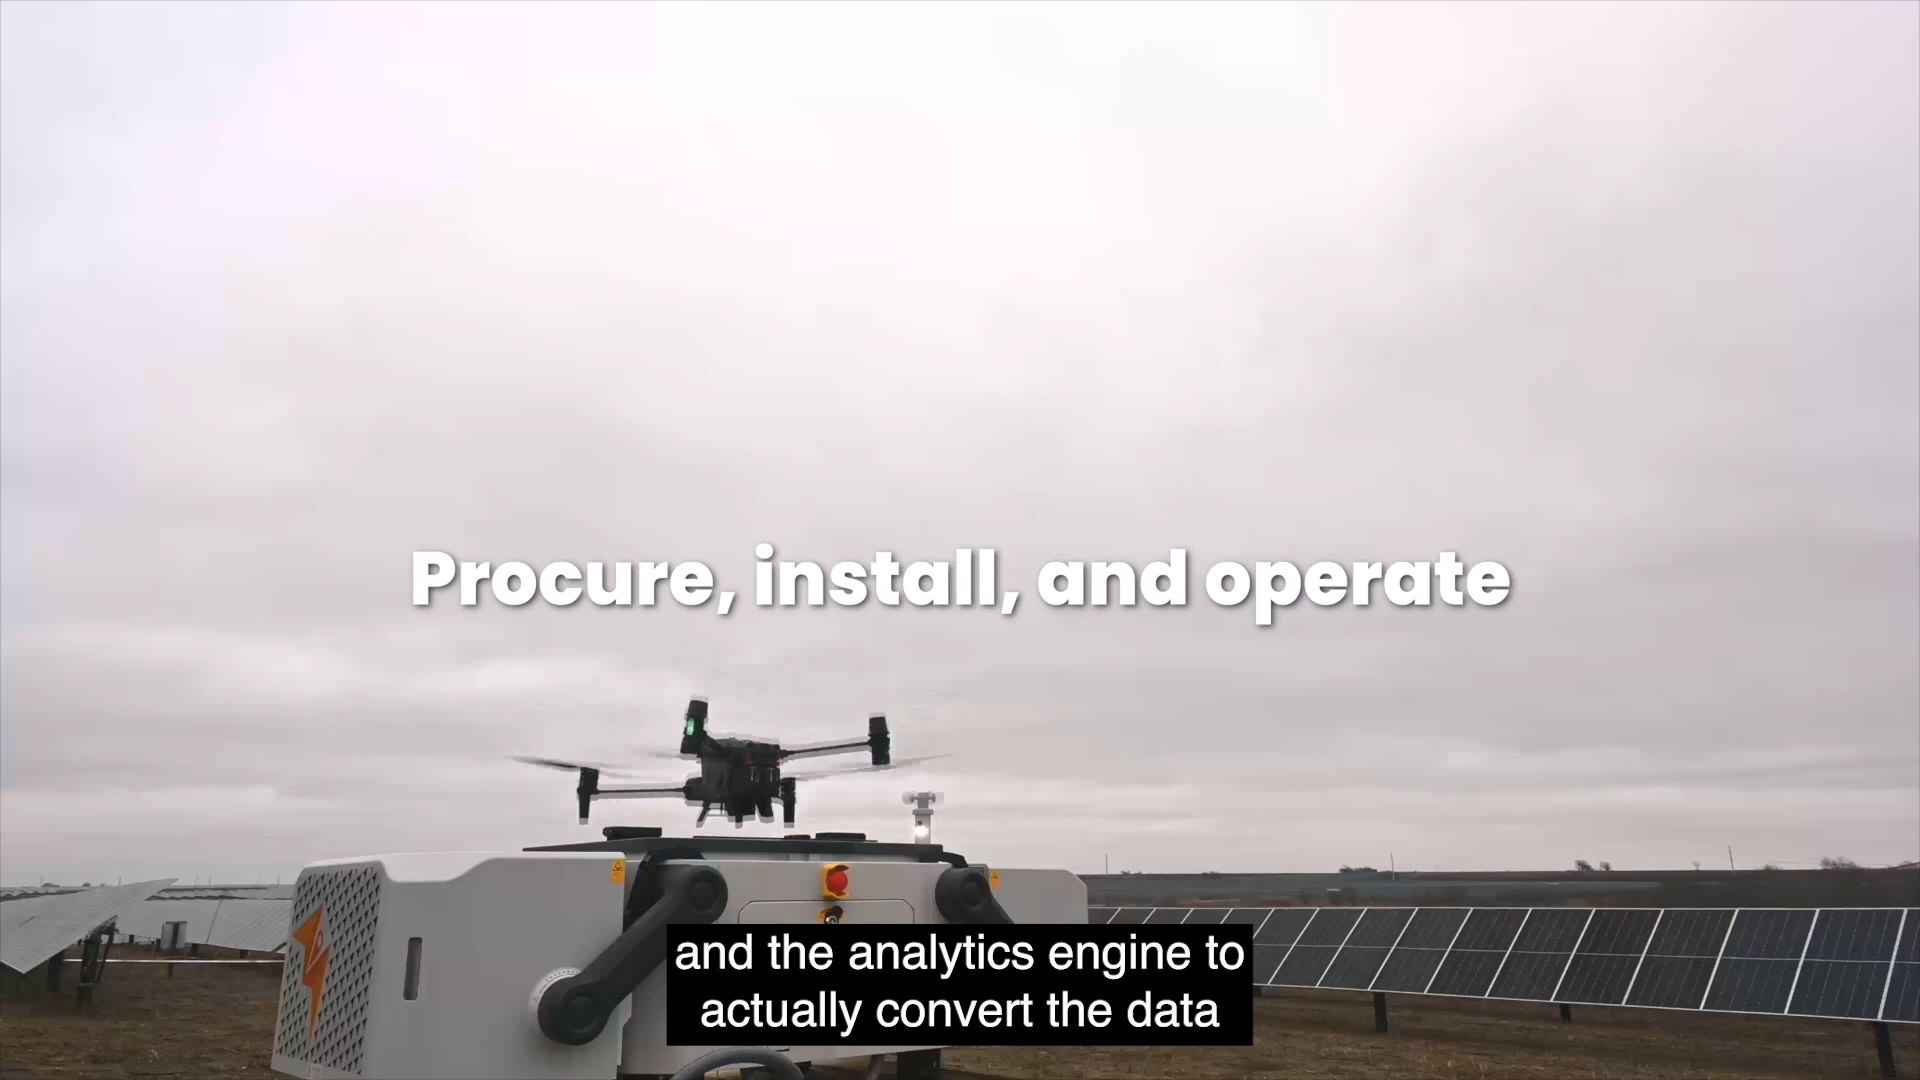 Procure, install, and operate
and the analytics engine to
actually convert the data